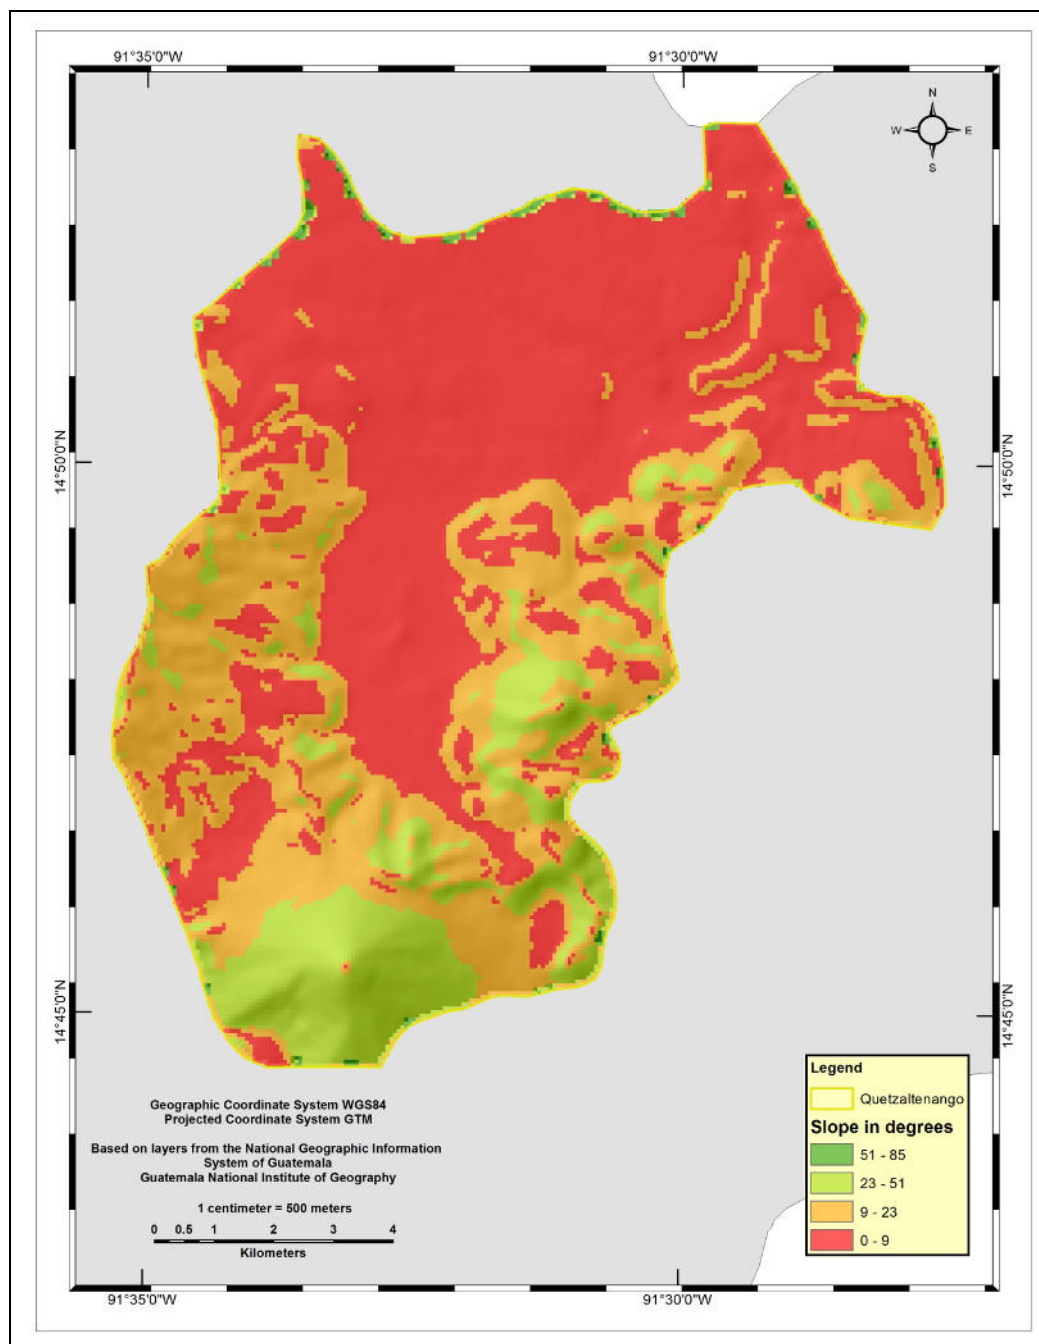 91°35'0"W
91°30'0"W
N
W
E
S
14°50'0"N
14°50'0"N
14°45'0"N
14°45'0"N
Legend
Quetzaltenango
Slope in degrees
51 - 85
23 - 51
9 - 23
0 - 9
Geographic Coordinate System WGS84
Projected Coordinate System GTM
Based on layers from the National Geographic Information
System of Guatemala
Guatemala National Institute of Geography
1 centimeter = 500 meters
0 0.5 1 2 3 4
Kilometers
91°35'0"W
91°30'0"W